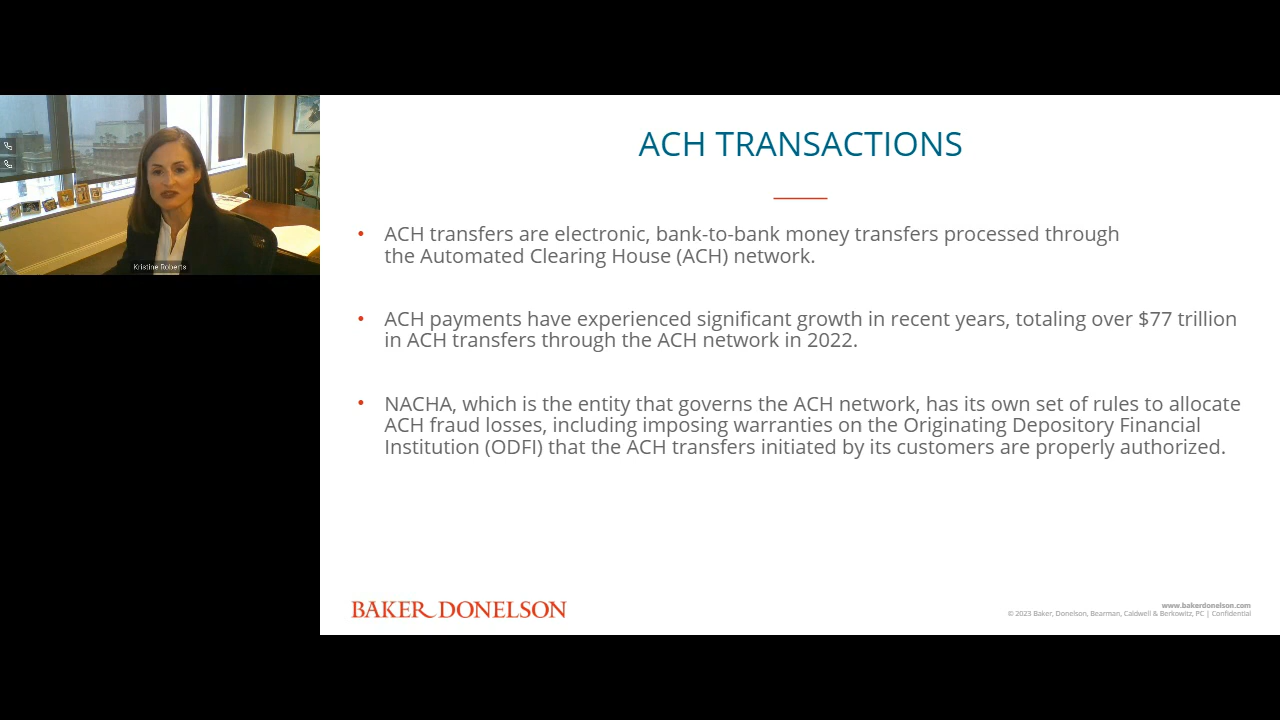 Kristine Roberts
ACH TRANSACTIONS
• ACH transfers are electronic, bank-to-bank money transfers processed through
the Automated Clearing House (ACH) network.
• ACH payments have experienced significant growth in recent years, totaling over $77 trillion
in ACH transfers through the ACH network in 2022.
• NACHA, which is the entity that governs the ACH network, has its own set of rules to allocate
ACH fraud losses, including imposing warranties on the Originating Depository Financial
Institution (ODFI) that the ACH transfers initiated by its customers are properly authorized.
BAKER DONELSON
www.bakerdonelson.com
© 2023 Baker, Donelson, Bearman, Caldwell & Berkowitz, PC | Confidential